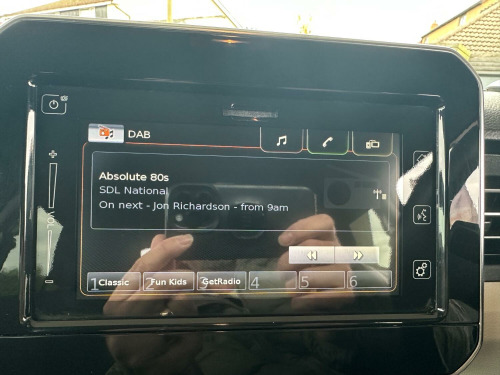 DAB
Absolute 80s
SDL National
On next - Jon Richardson - from 9am
+
VOL
-
1 Classic 2 Fun Kids 3 GetRadio 4 5 6